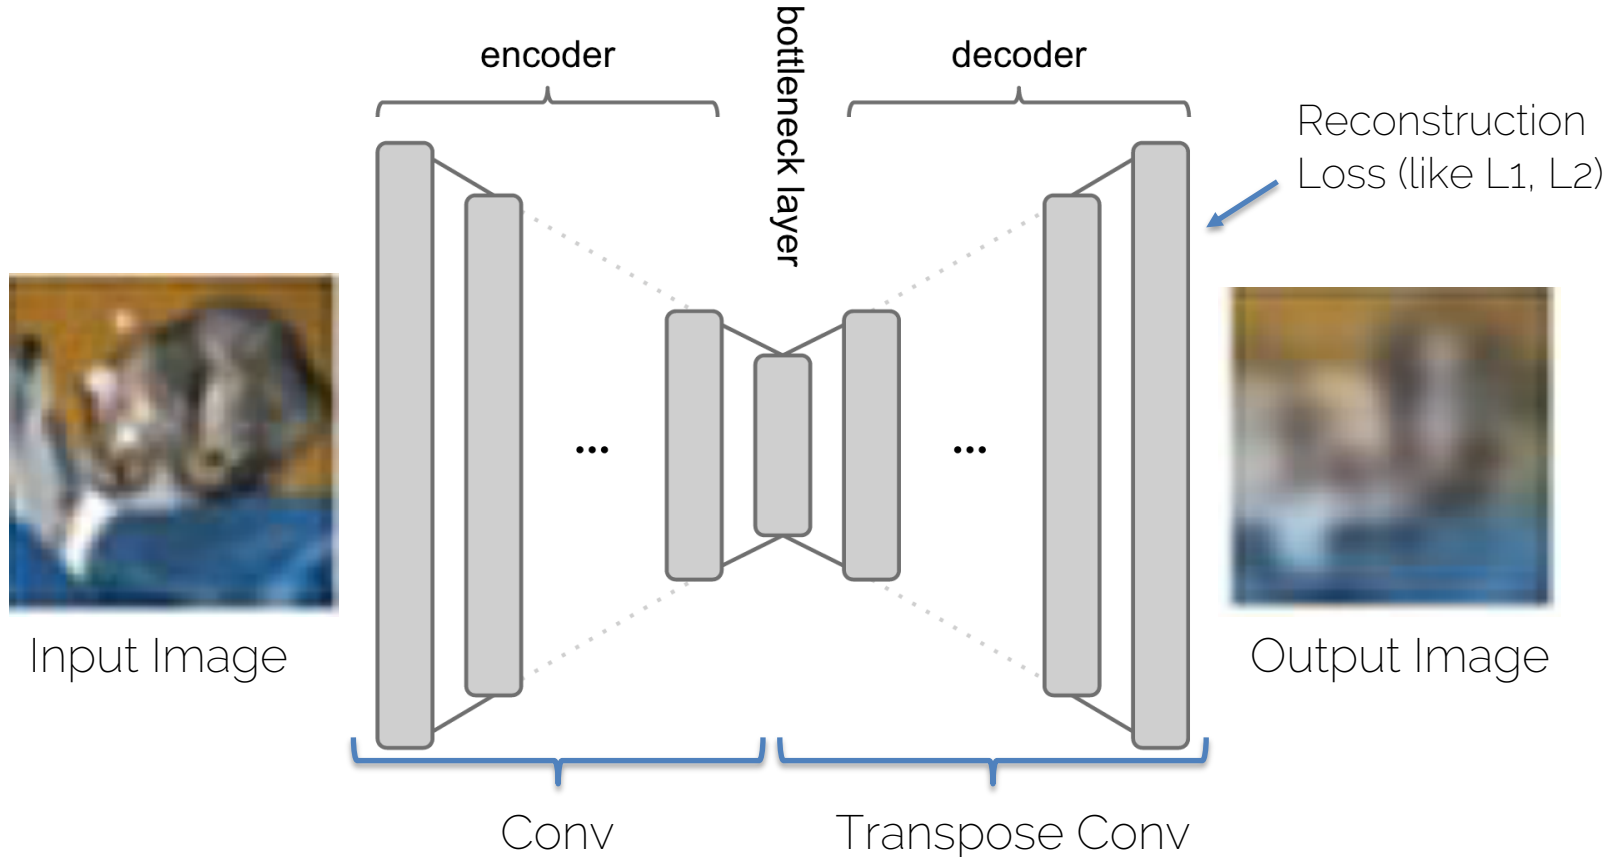 encoder
bottleneck layer
decoder
Reconstruction
Loss (like L1, L2)
...
...
Input Image
Output Image
Conv
Transpose Conv